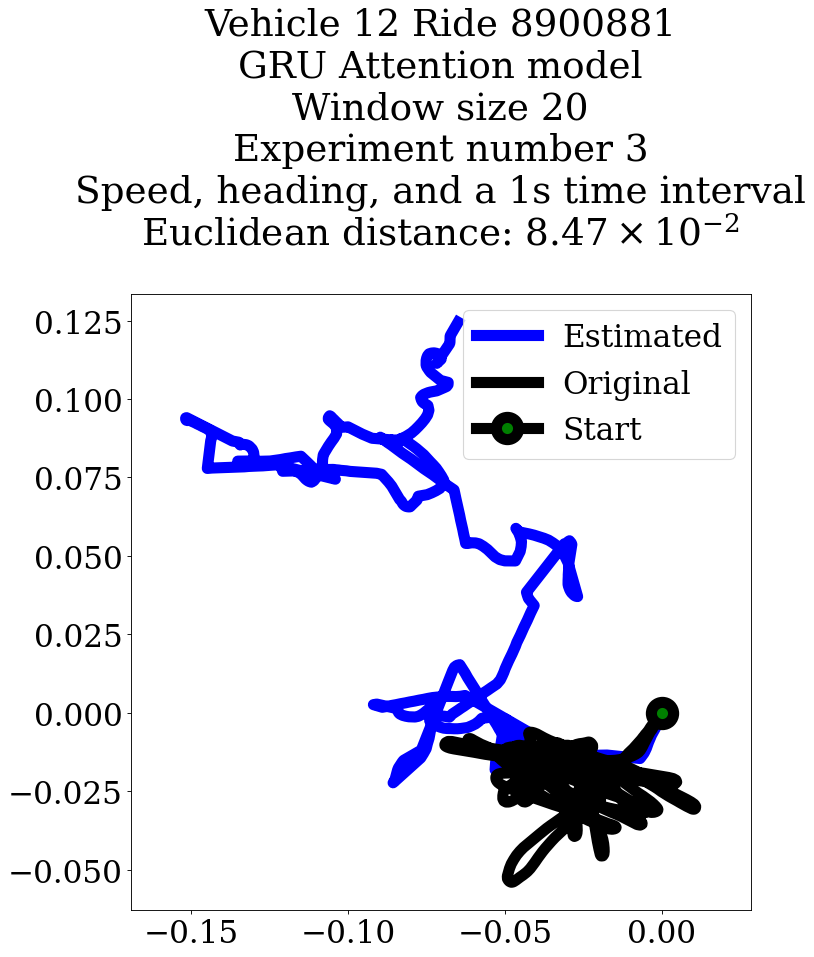 Vehicle 12 Ride 8900881
GRU Attention model
Window size 20
Experiment number 3
Speed, heading, and a 1s time interval
Euclidean distance: 8.47 × 10⁻²
0.125
0.100
0.075
0.050
0.025
0.000
−0.025
−0.050
Estimated
Original
Start
−0.15
−0.10
−0.05
0.00